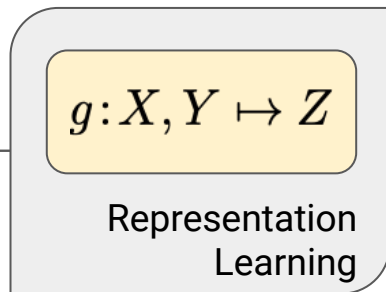 g: X, Y ↦ Z
Representation
Learning